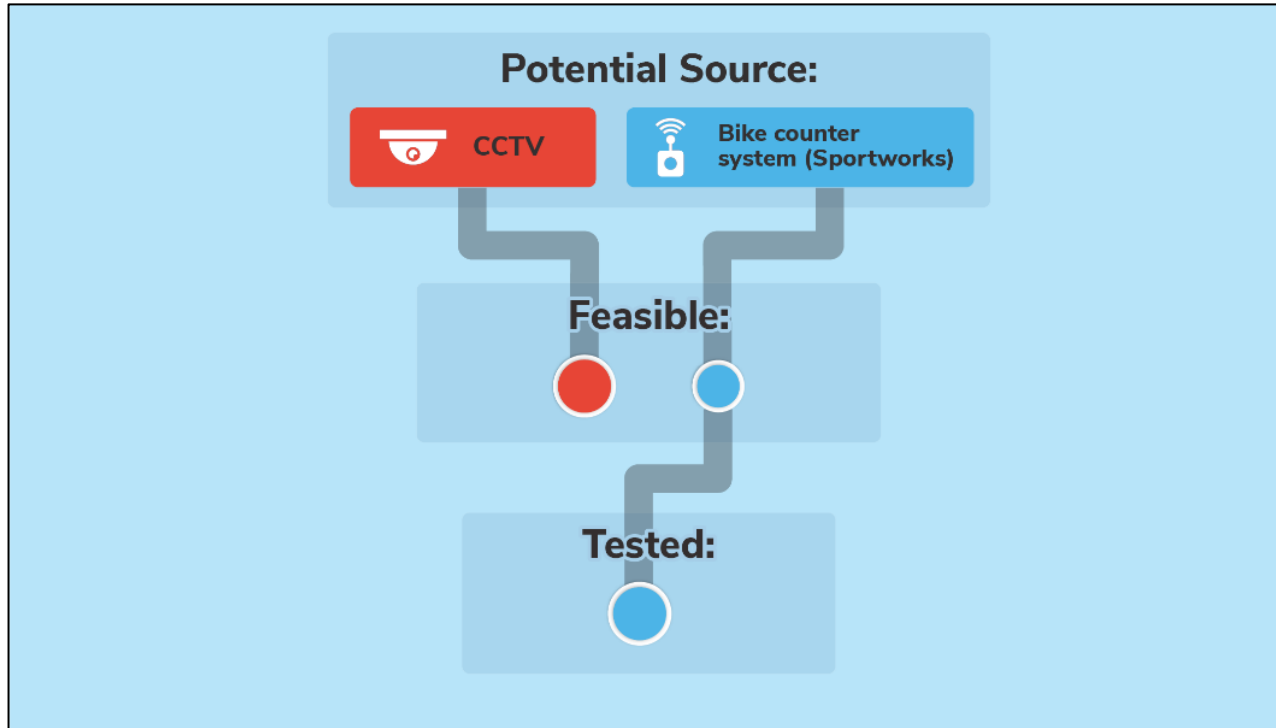 Potential Source:
CCTV
Bike counter
system (Sportworks)
Feasible:
Tested: